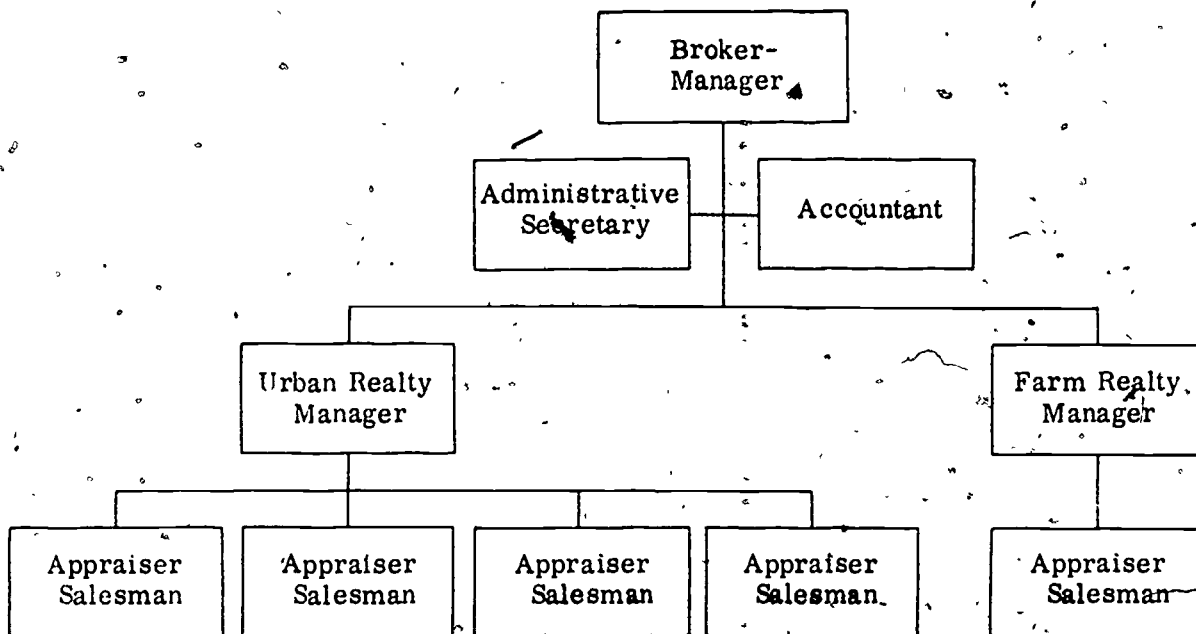 Broker-
Manager
Administrative
Secretary
Accountant
Urban Realty
Manager
Farm Realty
Manager
Appraiser
Salesman
Appraiser
Salesman
Appraiser
Salesman
Appraiser
Salesman
Appraiser
Salesman